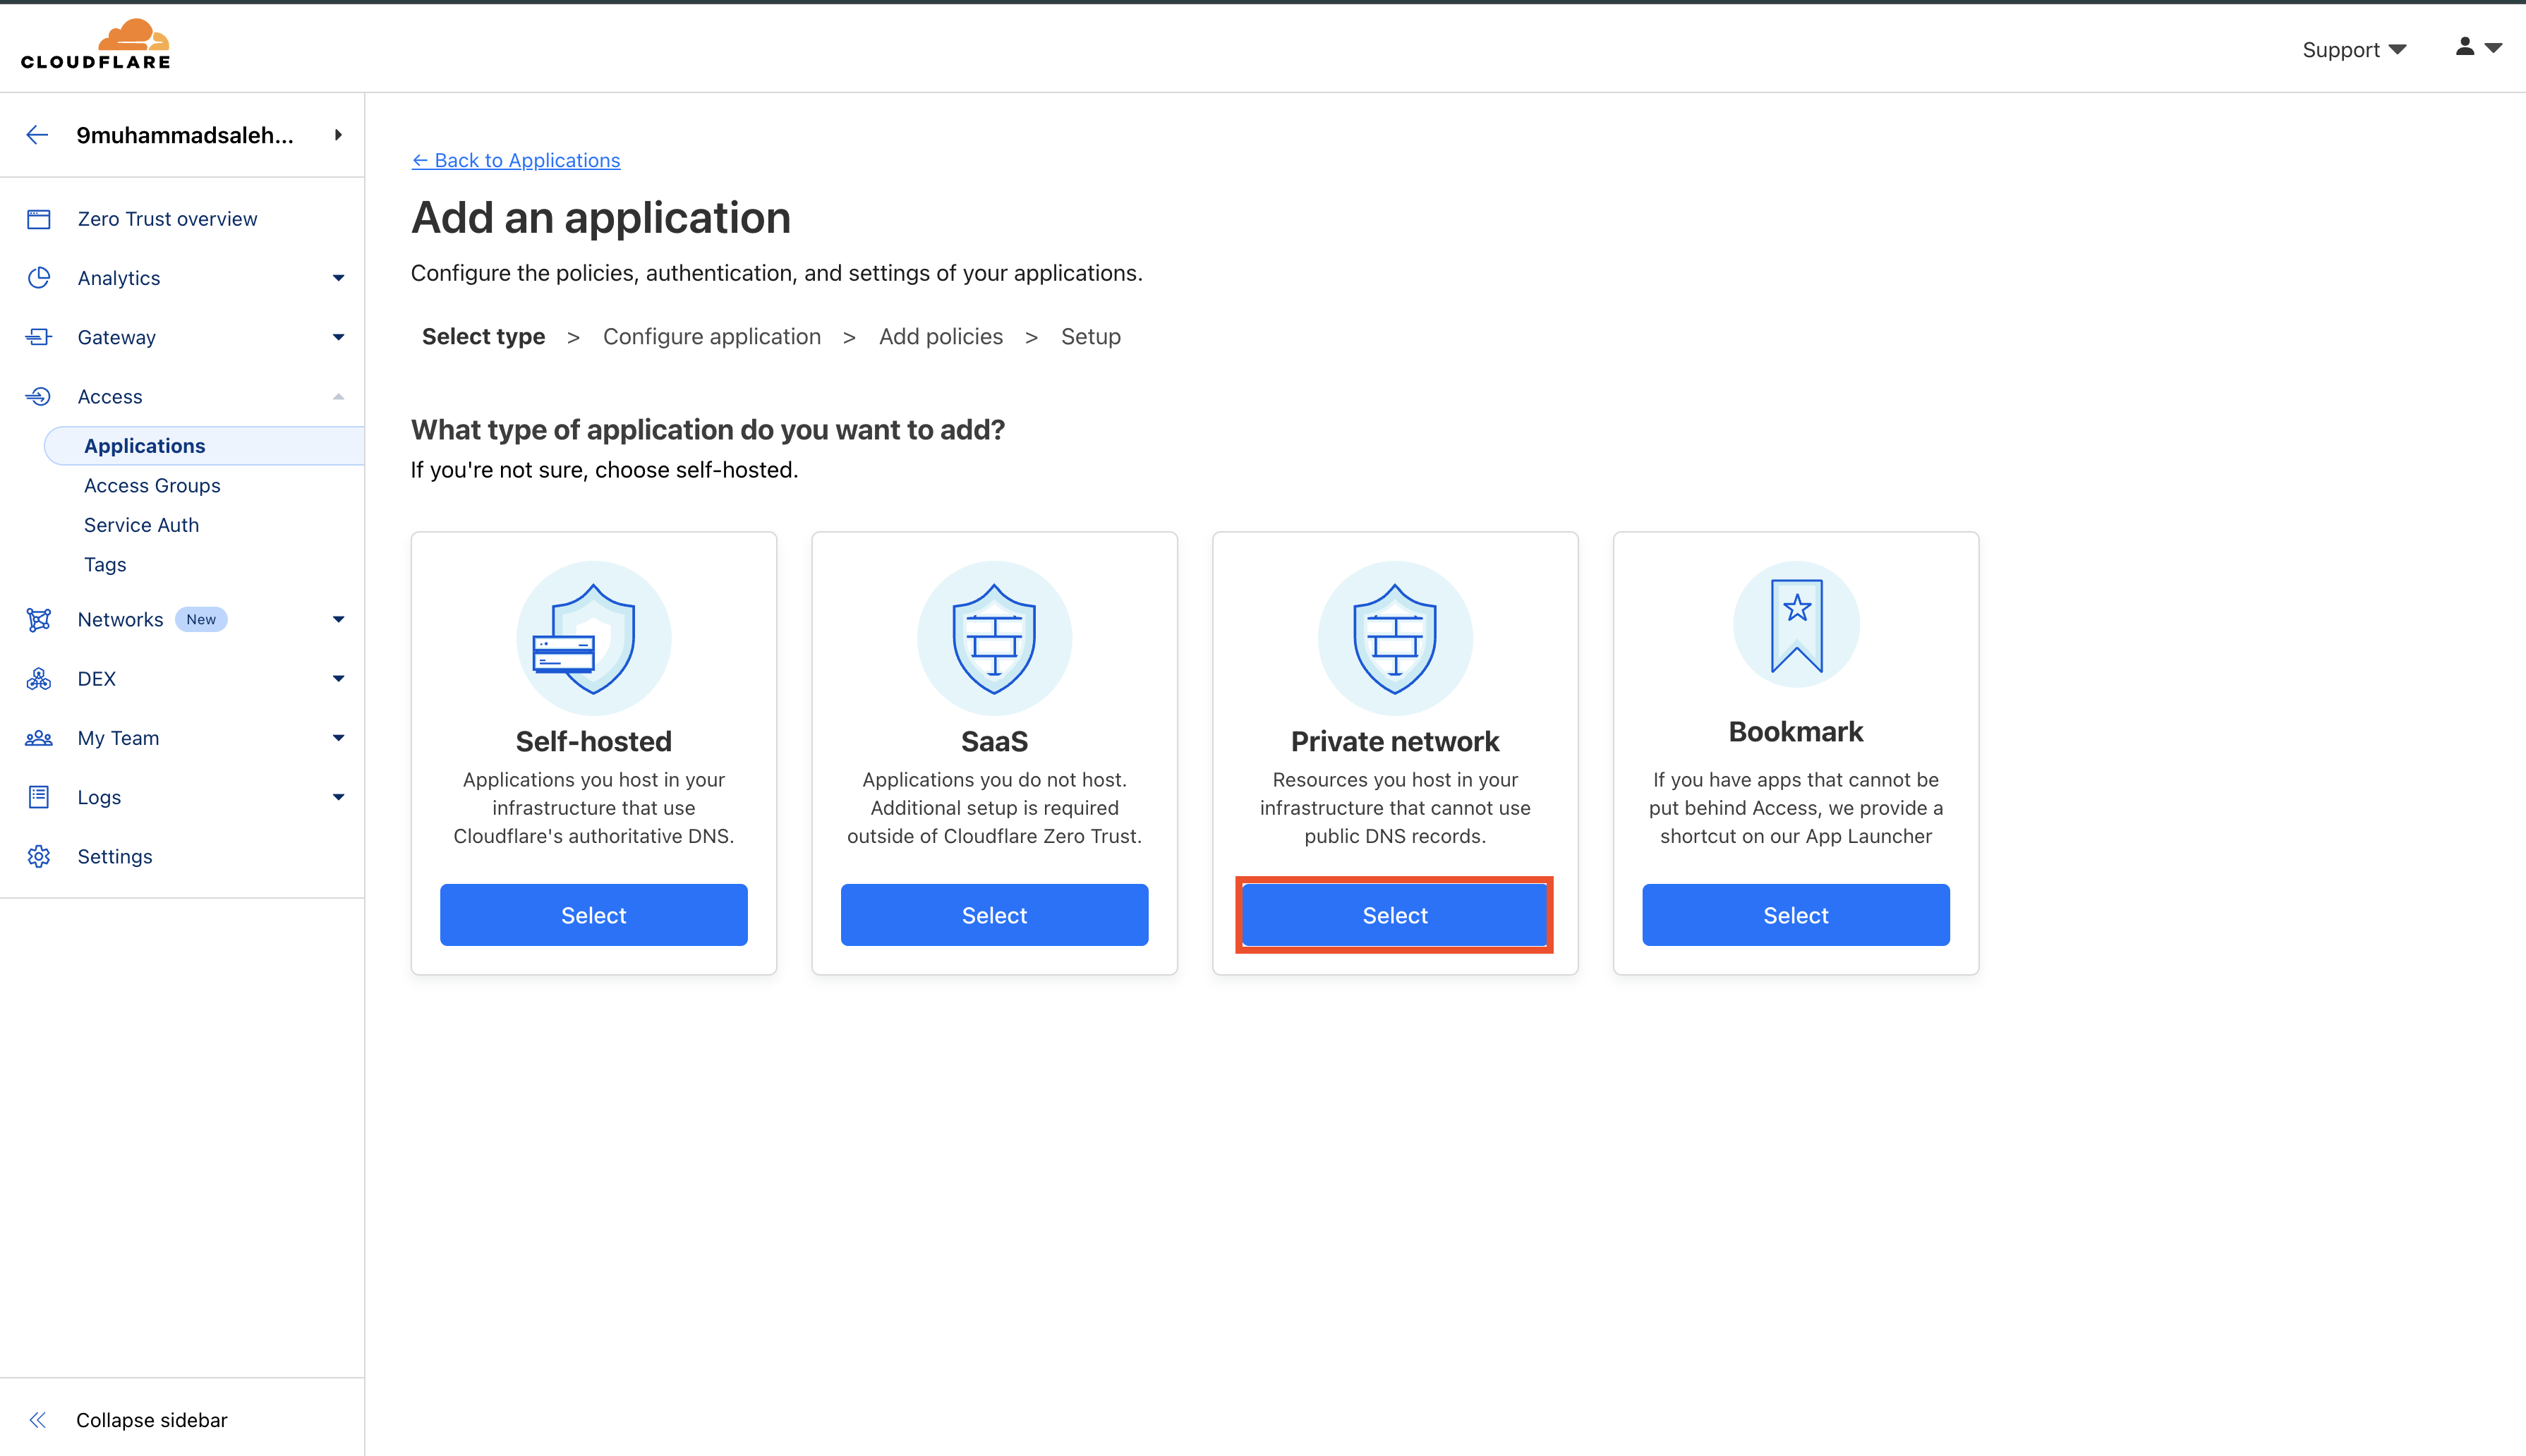 CLOUDFLARE
Support
9muhammadsaleh...
Zero Trust overview
Analytics
Gateway
Access
Applications
Access Groups
Service Auth
Tags
Networks New
DEX
My Team
Logs
Settings
Collapse sidebar
← Back to Applications
Add an application
Configure the policies, authentication, and settings of your applications.
Select type > Configure application > Add policies > Setup
What type of application do you want to add?
If you're not sure, choose self-hosted.
Self-hosted
Applications you host in your
infrastructure that use
Cloudflare's authoritative DNS.
Select
SaaS
Applications you do not host.
Additional setup is required
outside of Cloudflare Zero Trust.
Select
Private network
Resources you host in your
infrastructure that cannot use
public DNS records.
Select
Bookmark
If you have apps that cannot be
put behind Access, we provide a
shortcut on our App Launcher
Select